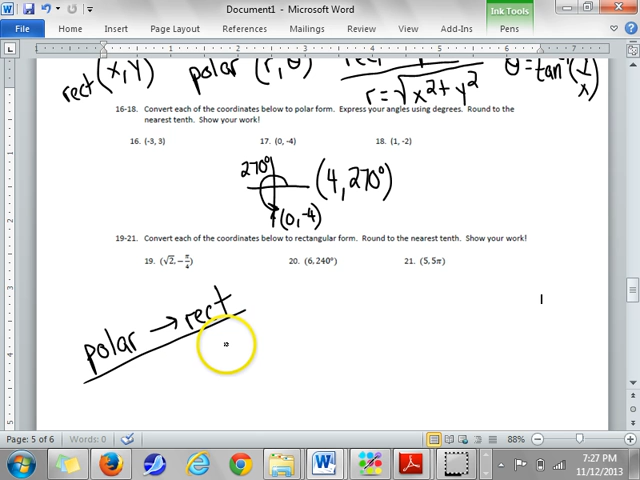 Document1 - Microsoft Word
Ink Tools
File
Home
Insert
Page Layout
References
Mailings
Review
View
Pens
rect (x, y) polar (r, θ)
r=√x²+y²
θ=tan⁻¹(y/x)
16-18. Convert each of the coordinates below to polar form. Express your angles using degrees. Round to the
nearest tenth. Show your work!
16. (-3, 3) 17. (0, -4) 18. (1, -2)
270° (4, 270°)
(0, -4)
19-21. Convert each of the coordinates below to rectangular form. Round to the nearest tenth. Show your work!
19. (√2, -π/4) 20. (6, 240°) 21. (5, 5π)
polar → rect
Page: 5 of 6 Words: 0 88%
7:27 PM
11/12/2013